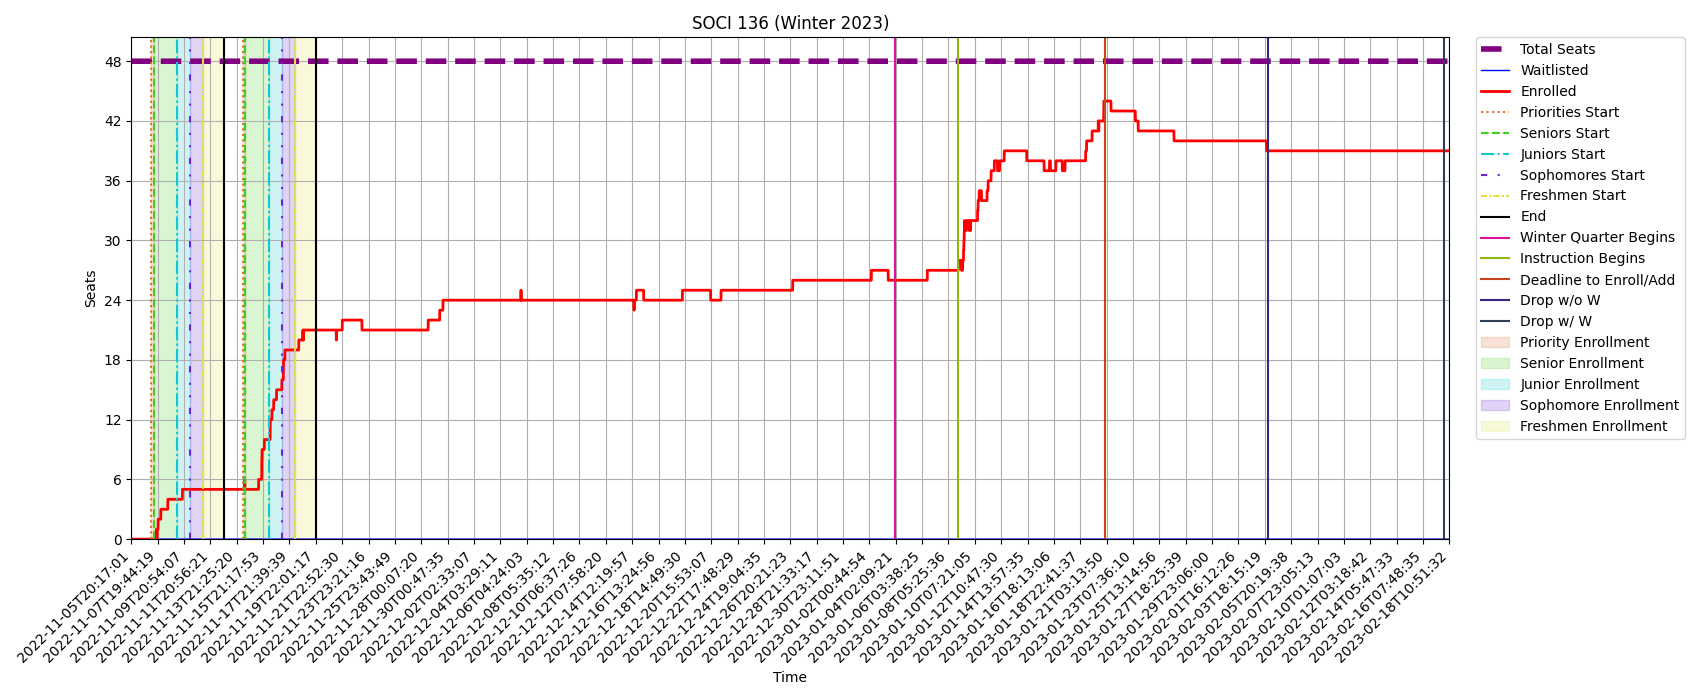 SOCI 136 (Winter 2023)
Seats
48
42
36
30
24
18
12
6
0
2022-11-05T20:17:01
2022-11-07T19:44:19
2022-11-09T20:54:07
2022-11-11T20:56:21
2022-11-13T21:25:20
2022-11-15T21:17:53
2022-11-17T21:39:39
2022-11-19T22:01:17
2022-11-21T22:52:30
2022-11-23T23:21:16
2022-11-25T23:43:49
2022-11-28T00:07:20
2022-11-30T00:47:35
2022-12-02T02:33:07
2022-12-04T03:29:11
2022-12-06T04:24:03
2022-12-08T05:35:12
2022-12-10T06:37:26
2022-12-12T07:58:20
2022-12-14T12:19:57
2022-12-16T13:24:56
2022-12-18T14:49:30
2022-12-20T15:53:07
2022-12-22T17:48:29
2022-12-24T19:04:35
2022-12-26T20:21:23
2022-12-28T21:33:17
2022-12-30T23:11:51
2023-01-02T00:44:54
2023-01-04T02:09:21
2023-01-06T03:38:25
2023-01-08T05:25:36
2023-01-10T07:21:05
2023-01-12T10:47:30
2023-01-14T13:57:35
2023-01-16T18:13:06
2023-01-18T22:41:37
2023-01-21T03:13:50
2023-01-23T07:36:10
2023-01-25T13:14:56
2023-01-27T18:25:39
2023-01-29T23:06:00
2023-02-01T16:12:26
2023-02-03T18:15:19
2023-02-05T20:19:38
2023-02-07T23:05:13
2023-02-10T01:07:03
2023-02-12T03:18:42
2023-02-14T05:47:33
2023-02-16T07:48:35
2023-02-18T10:51:32
Time
Total Seats
Waitlisted
Enrolled
Priorities Start
Seniors Start
Juniors Start
Sophomores Start
Freshmen Start
End
Winter Quarter Begins
Instruction Begins
Deadline to Enroll/Add
Drop w/o W
Drop w/ W
Priority Enrollment
Senior Enrollment
Junior Enrollment
Sophomore Enrollment
Freshmen Enrollment